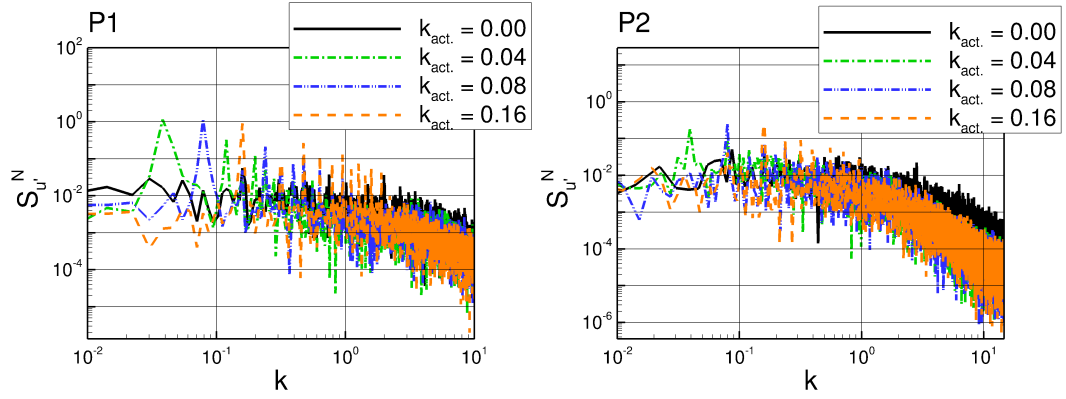 P1
k_act. = 0.00
k_act. = 0.04
k_act. = 0.08
k_act. = 0.16
S_u'^N
10^2
10^0
10^-2
10^-4
10^-2
10^-1
10^0
10^1
k
P2
k_act. = 0.00
k_act. = 0.04
k_act. = 0.08
k_act. = 0.16
S_u'^N
10^0
10^-2
10^-4
10^-6
10^-2
10^-1
10^0
10^1
k